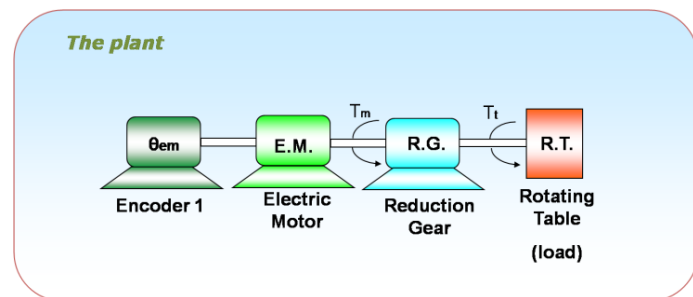 The plant
Tm
Tt
θem
E.M.
R.G.
R.T.
Encoder 1
Electric
Motor
Reduction
Gear
Rotating
Table
(load)